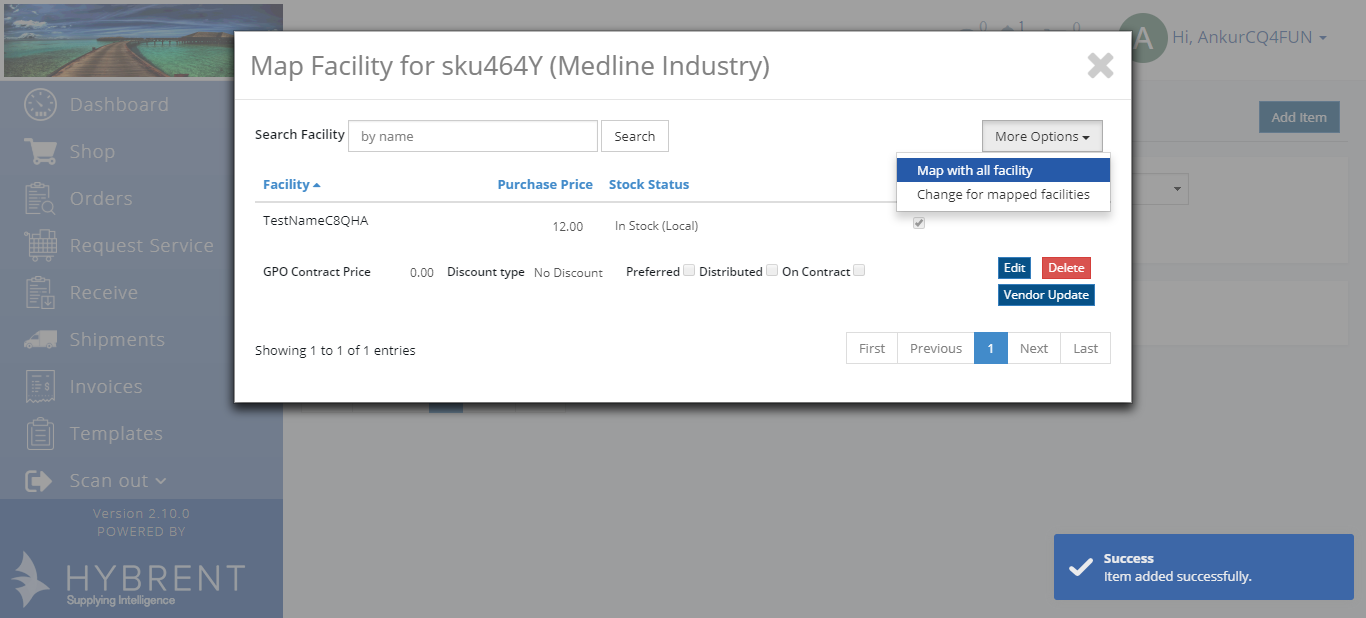 0 1 0
A Hi, AnkurCQ4FUN
Map Facility for sku464Y (Medline Industry)
Dashboard
Shop
Orders
Request Service
Receive
Shipments
Invoices
Templates
Scan out
Version 2.10.0
POWERED BY
HYBRENT
Supplying Intelligence
Add Item
Search Facility by name Search More Options
Map with all facility
Change for mapped facilities
Facility Purchase Price Stock Status
TestNameC8QHA 12.00 In Stock (Local)
GPO Contract Price 0.00 Discount type No Discount Preferred Distributed On Contract Edit Delete
Vendor Update
Showing 1 to 1 of 1 entries First Previous 1 Next Last
Success
Item added successfully.